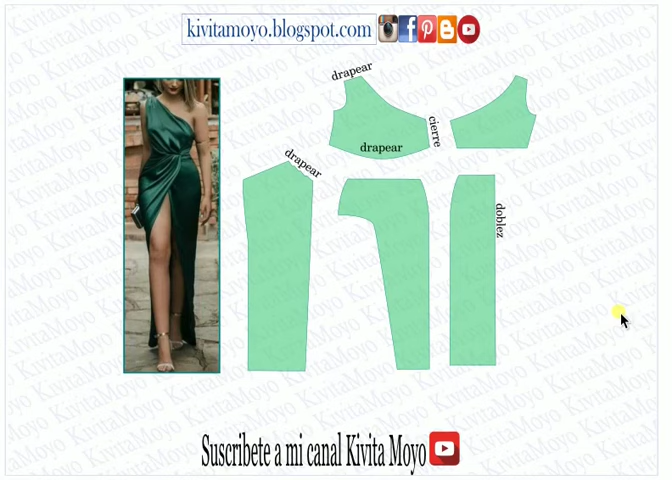 kivitamoyo.blogspot.com
drapear
cierre
drapear
drapear
doblez
Suscribete a mi canal Kivita Moyo